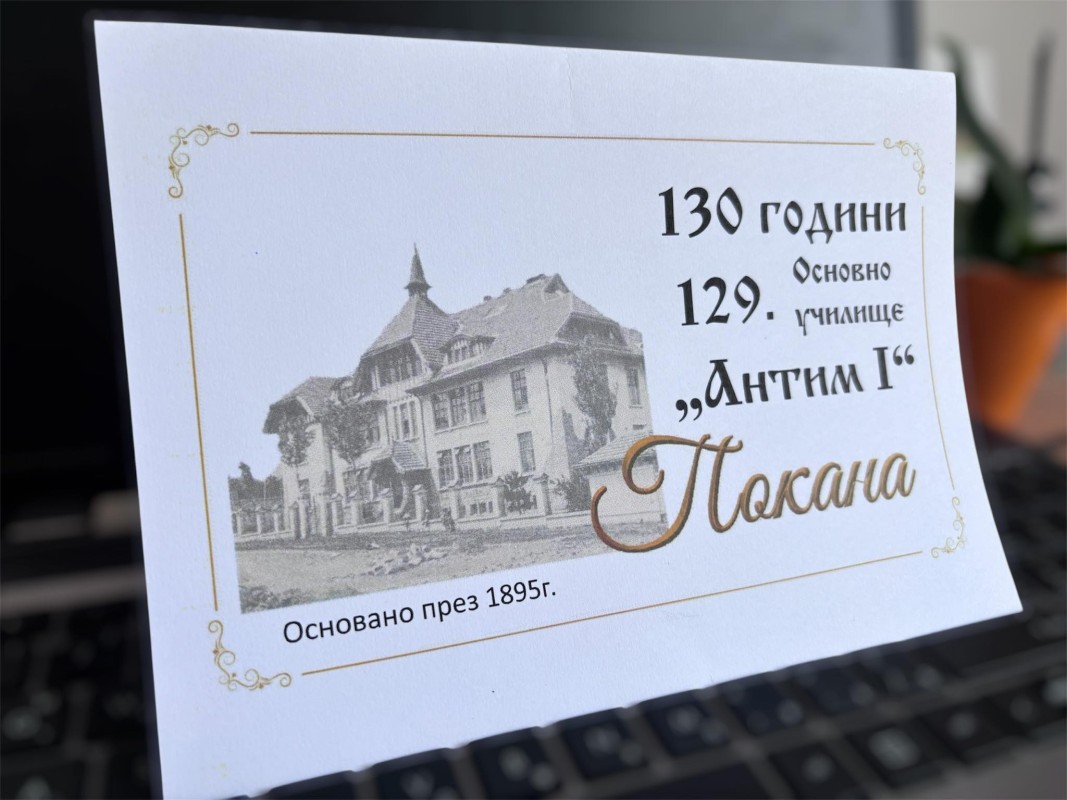 130 години
129. Основно училище
„Антим I“
Покана
Основано през 1895г.